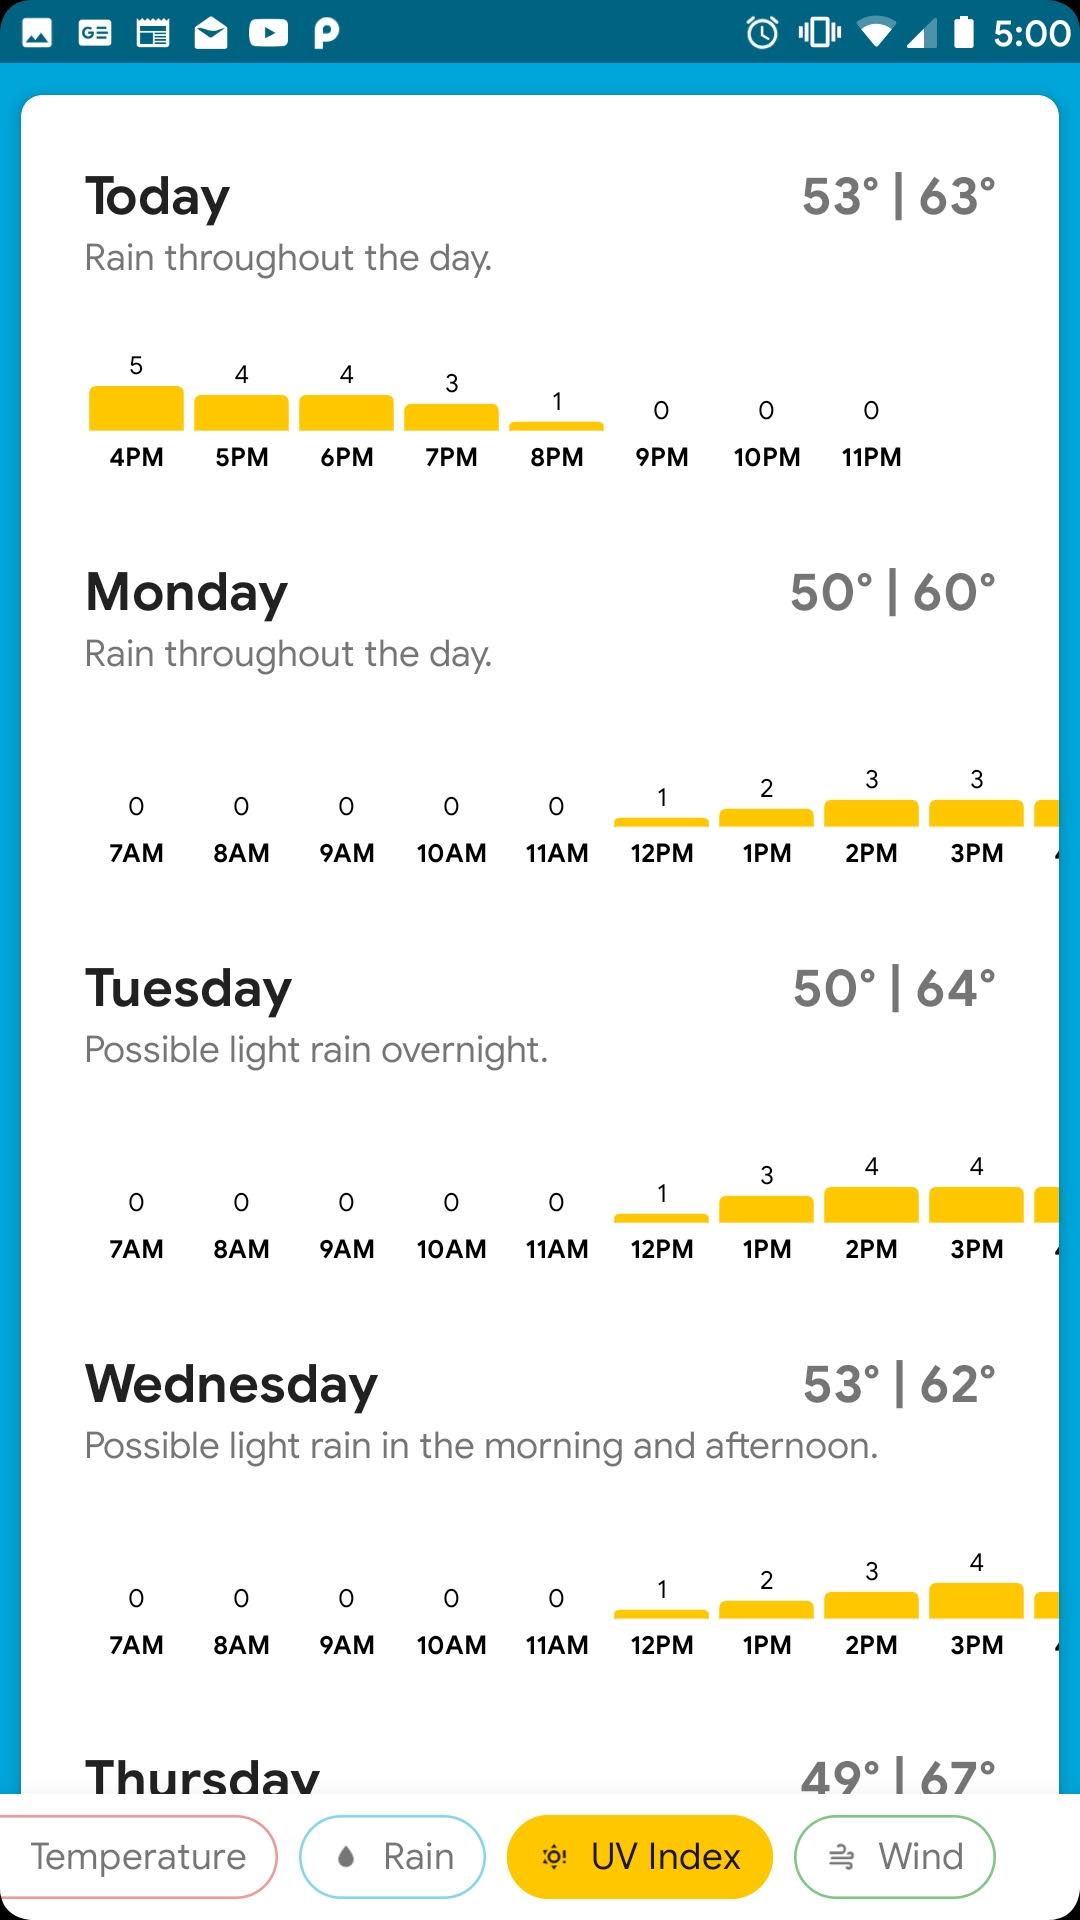 GE 5:00
Today 53° | 63°
Rain throughout the day.
5 4 4 3 1 0 0 0
4PM 5PM 6PM 7PM 8PM 9PM 10PM 11PM
Monday 50° | 60°
Rain throughout the day.
0 0 0 0 0 1 2 3 3
7AM 8AM 9AM 10AM 11AM 12PM 1PM 2PM 3PM
Tuesday 50° | 64°
Possible light rain overnight.
0 0 0 0 0 1 3 4 4
7AM 8AM 9AM 10AM 11AM 12PM 1PM 2PM 3PM
Wednesday 53° | 62°
Possible light rain in the morning and afternoon.
0 0 0 0 0 1 2 3 4
7AM 8AM 9AM 10AM 11AM 12PM 1PM 2PM 3PM
Thursday 49° | 67°
Temperature Rain UV Index Wind